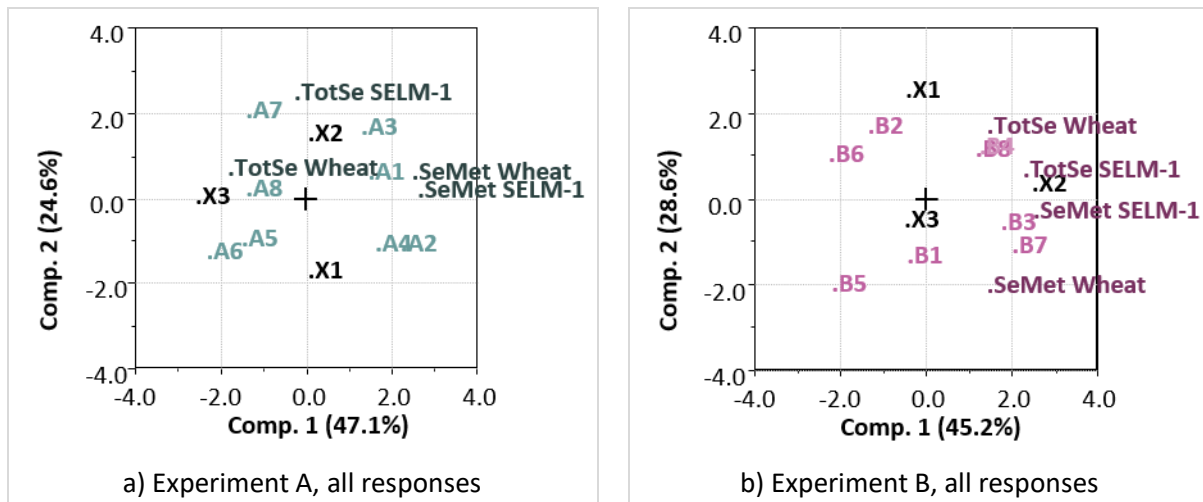 4.0
2.0
0.0
-2.0
-4.0
-4.0 -2.0 0.0 2.0 4.0
Comp. 2 (24.6%)
Comp. 1 (47.1%)
.TotSe SELM-1
.A7
.X2
.A3
.TotSe Wheat
.A1
.SeMet Wheat
.A8
.SeMet SELM-1
.X3
.A5
.A6
.A4
.A2
.X1
a) Experiment A, all responses
4.0
2.0
0.0
-2.0
-4.0
-4.0 -2.0 0.0 2.0 4.0
Comp. 2 (28.6%)
Comp. 1 (45.2%)
.X1
.B2
.TotSe Wheat
.B6
.B4
.B8
.TotSe SELM-1
.X2
.SeMet SELM-1
.X3
.B3
.B7
.B1
.B5
.SeMet Wheat
b) Experiment B, all responses